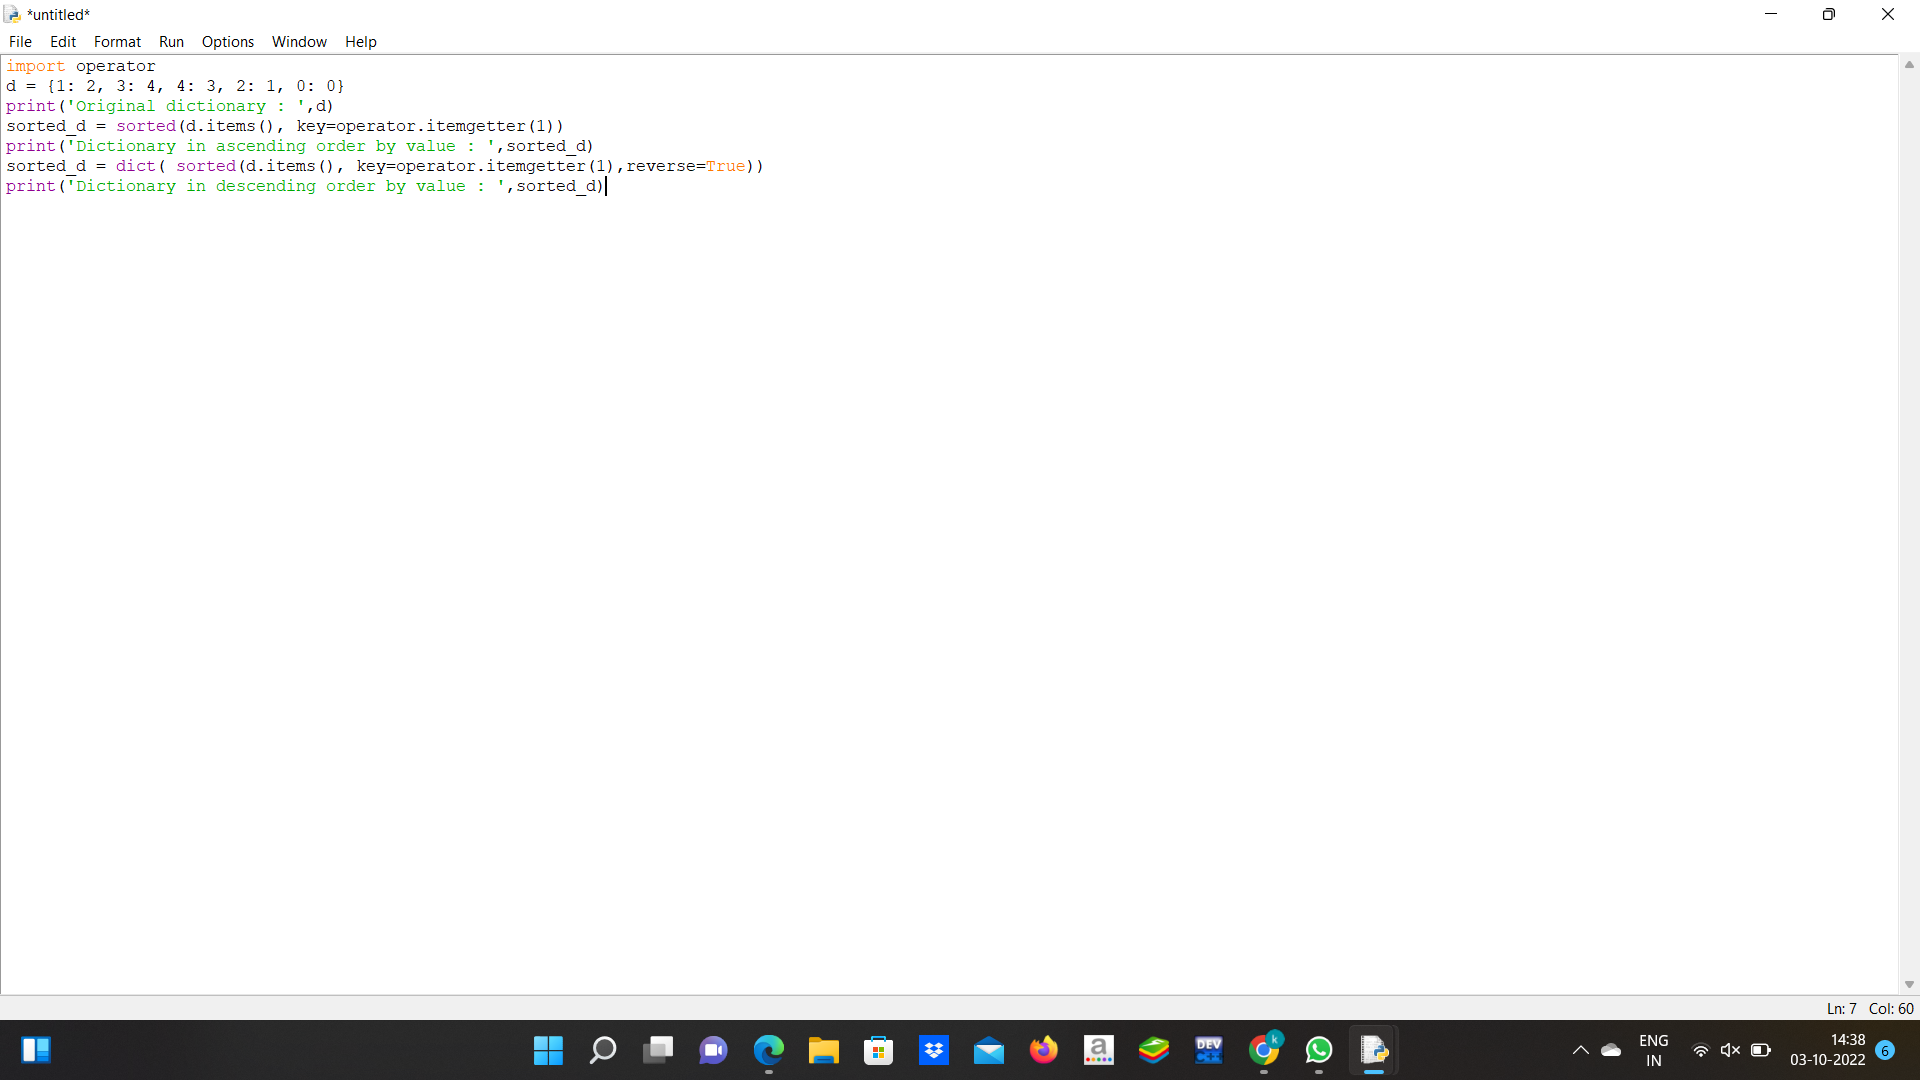 *untitled*
File Edit Format Run Options Window Help
import operator
d = {1: 2, 3: 4, 4: 3, 2: 1, 0: 0}
print('Original dictionary : ',d)
sorted_d = sorted(d.items(), key=operator.itemgetter(1))
print('Dictionary in ascending order by value : ',sorted_d)
sorted_d = dict( sorted(d.items(), key=operator.itemgetter(1),reverse=True))
print('Dictionary in descending order by value : ',sorted_d)
Ln: 7 Col: 60
a
DEV
C++
k
ENG
IN
14:38
03-10-2022
6